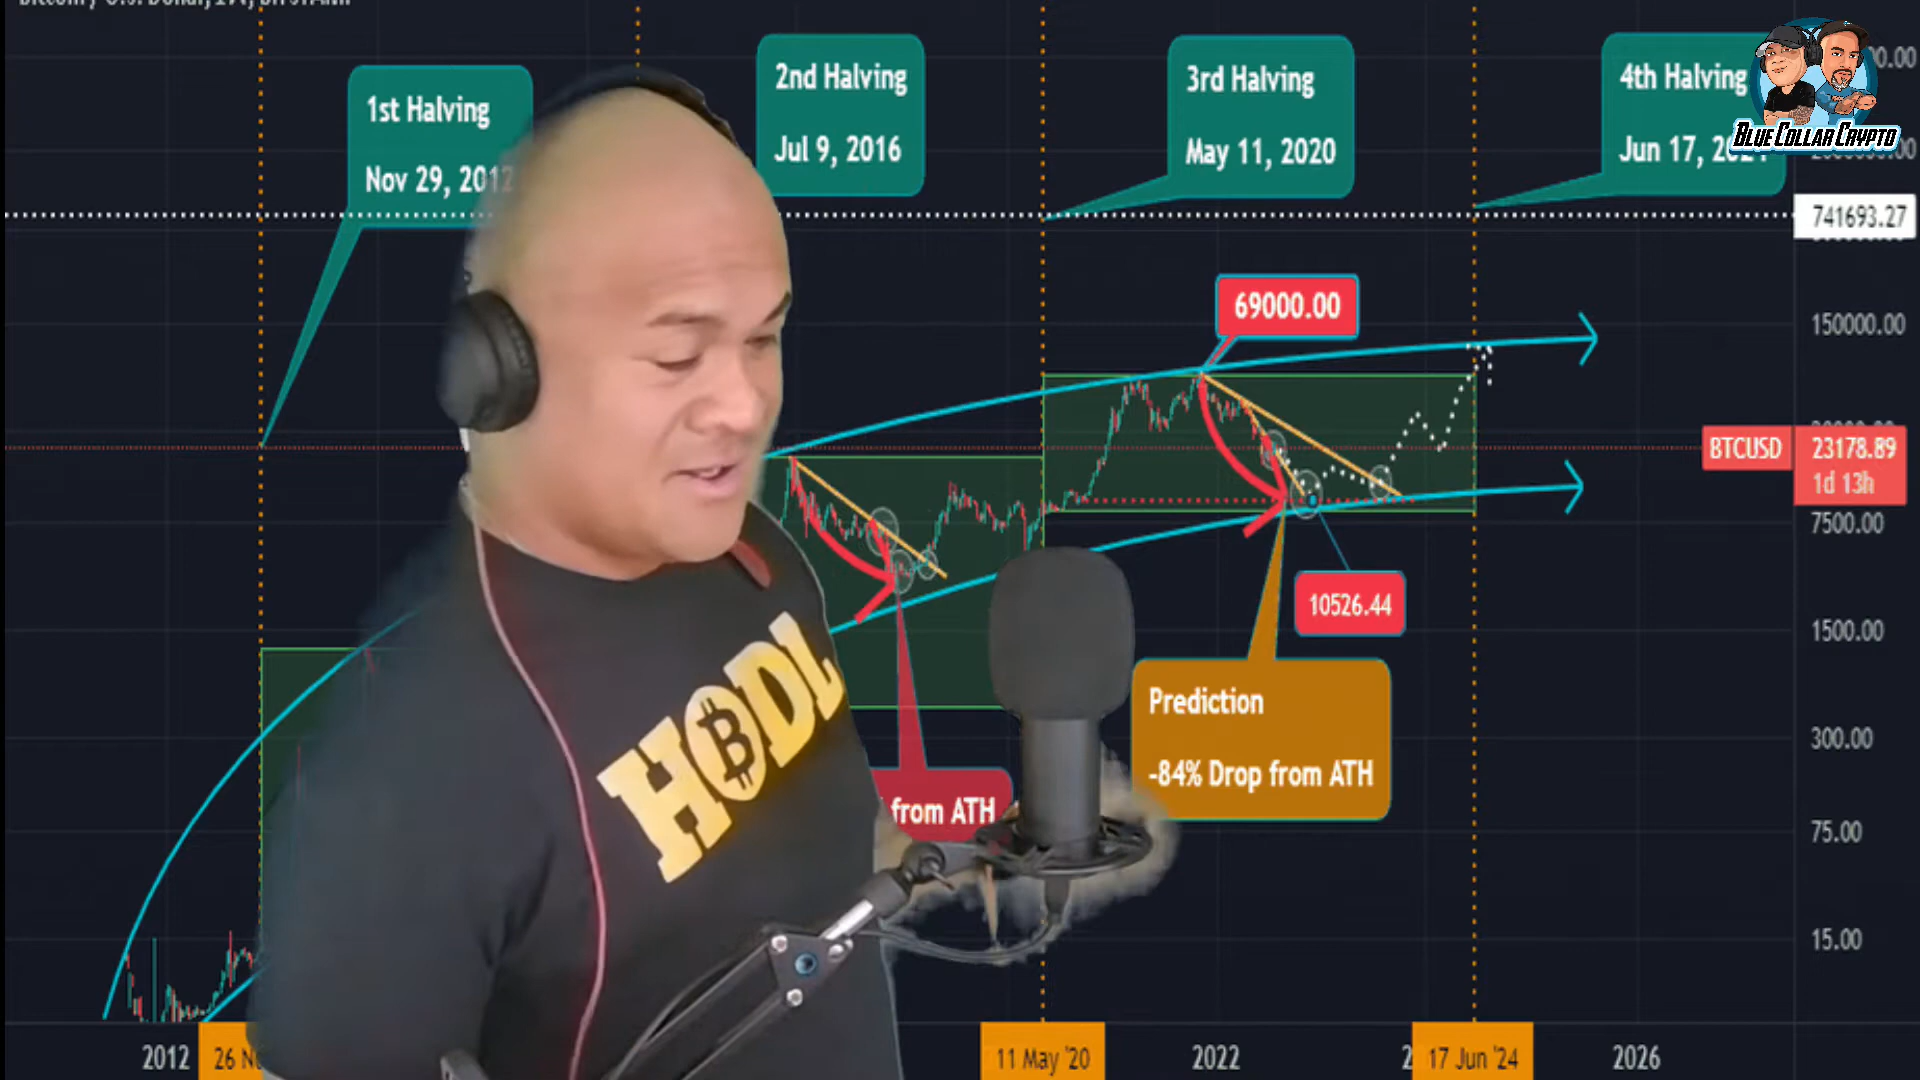 1st Halving
Nov 29, 2012
2nd Halving
Jul 9, 2016
3rd Halving
May 11, 2020
4th Halving
Jun 17,
BLUE COLLAR CRYPTO
741693.27
69000.00
150000.00
BTCUSD
23178.89
1d 13h
7500.00
10526.44
1500.00
Prediction
-84% Drop from ATH
300.00
from ATH
75.00
15.00
HODL
2012
26
11 May '20
2022
17 Jun '24
2026